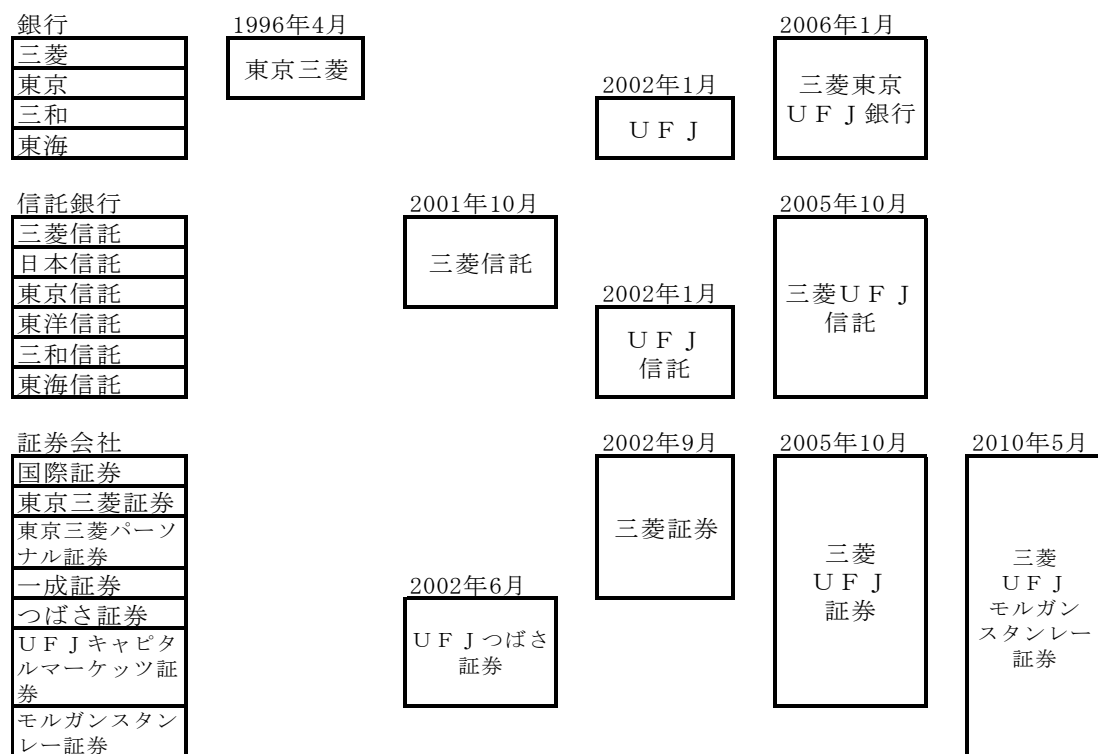 銀行 1996年4月 2006年1月
三菱
東京三菱
東京
三菱東京
ＵＦＪ銀行
2002年1月
三和
ＵＦＪ
東海
信託銀行 2001年10月 2005年10月
三菱信託
日本信託
三菱信託
東京信託
2002年1月
三菱ＵＦＪ
信託
東洋信託
ＵＦＪ
信託
三和信託
東海信託
証券会社 2002年9月 2005年10月 2010年5月
国際証券
東京三菱証券
東京三菱パーソ
ナル証券
三菱証券
一成証券
2002年6月
つばさ証券
ＵＦＪキャピタ
ルマーケッツ証
券
ＵＦＪつばさ
証券
三菱
ＵＦＪ
証券
三菱
ＵＦＪ
モルガン
スタンレー
証券
モルガンスタン
レー証券